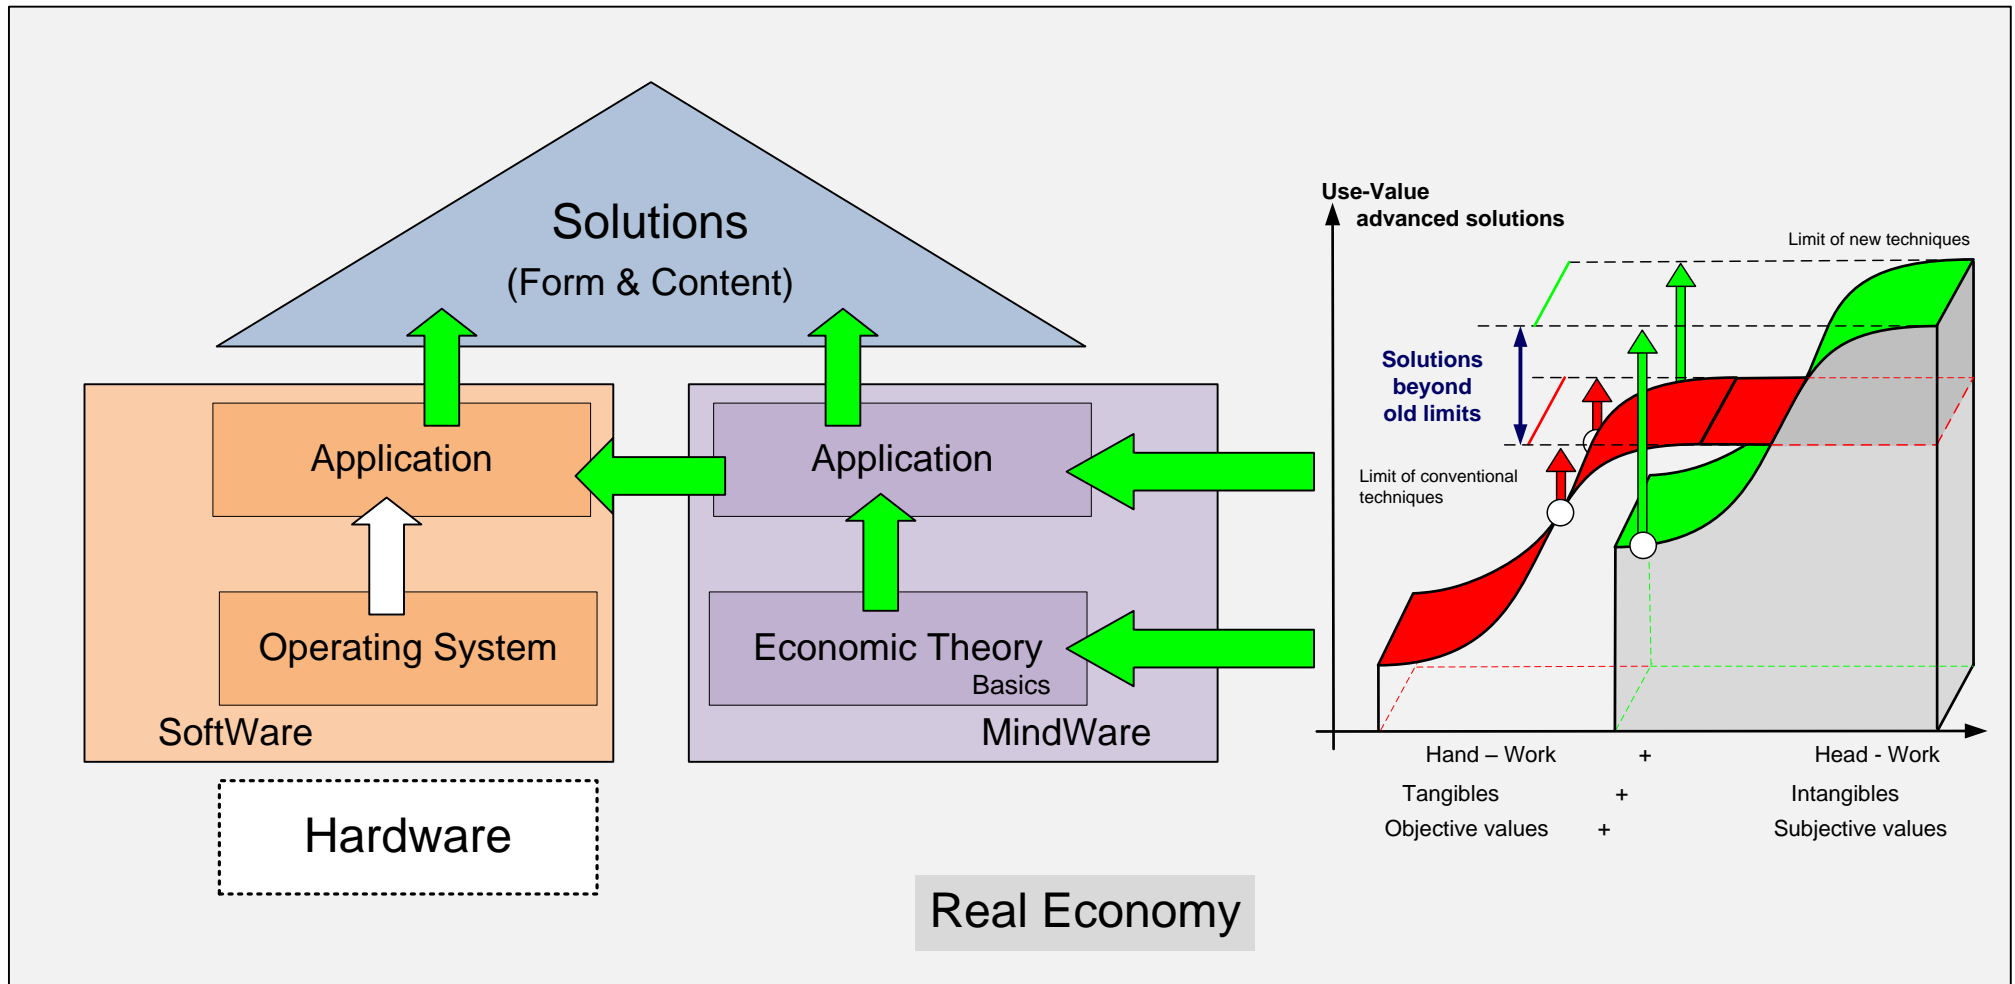 Solutions
(Form & Content)
Application
Operating System
SoftWare
Hardware
Application
Economic Theory
Basics
MindWare
Real Economy
Use-Value
advanced solutions
Limit of new techniques
Solutions
beyond
old limits
Limit of conventional
techniques
Hand – Work + Head - Work
Tangibles + Intangibles
Objective values + Subjective values